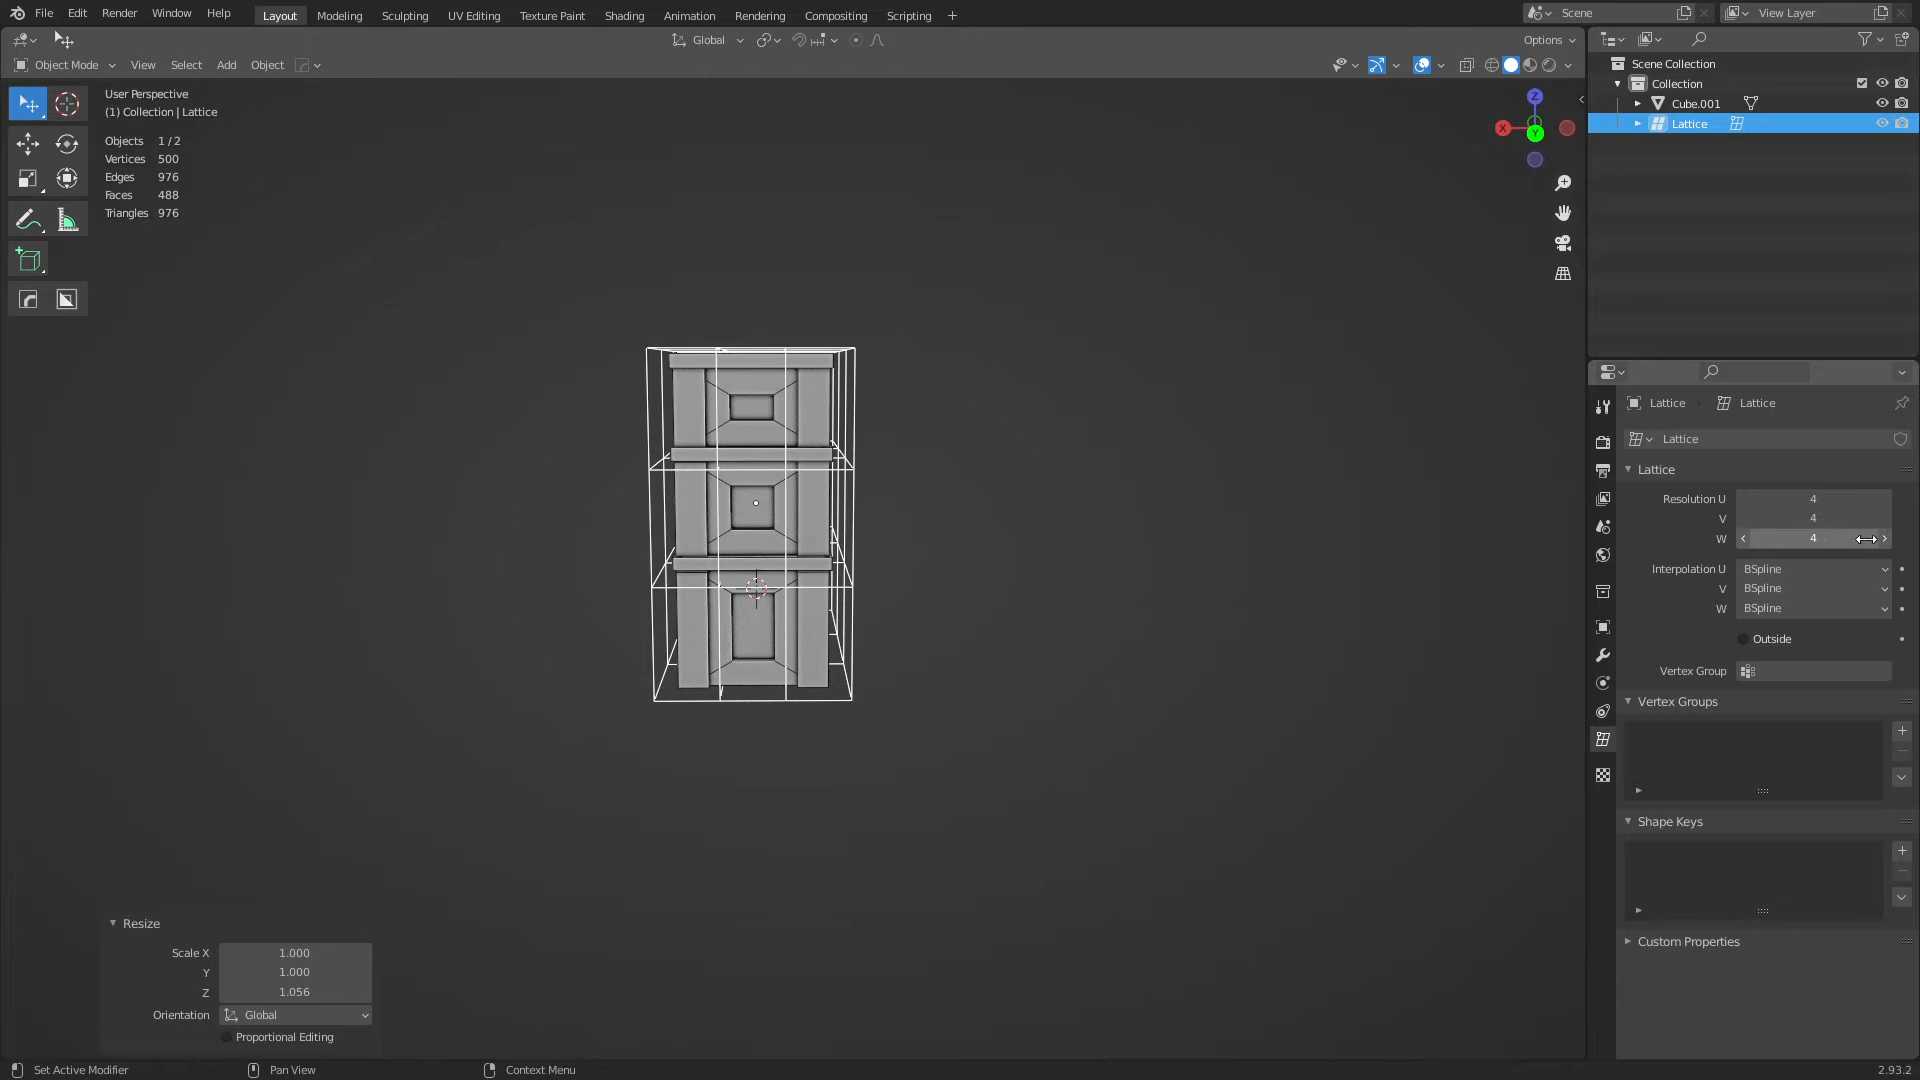 File Edit Render Window Help Layout Modeling Sculpting UV Editing Texture Paint Shading Animation Rendering Compositing Scripting + Scene View Layer
Global Options
Object Mode View Select Add Object
User Perspective
(1) Collection | Lattice
Objects 1 / 2
Vertices 500
Edges 976
Faces 488
Triangles 976
Z
X
Y
Scene Collection
Collection
Cube.001
Lattice
Lattice Lattice
Lattice
Lattice
Resolution U 4
V 4
W 4
Interpolation U BSpline
V BSpline
W BSpline
Outside
Vertex Group
Vertex Groups
Shape Keys
Custom Properties
Resize
Scale X 1.000
Y 1.000
Z 1.056
Orientation Global
Proportional Editing
Set Active Modifier Pan View Context Menu 2.93.2